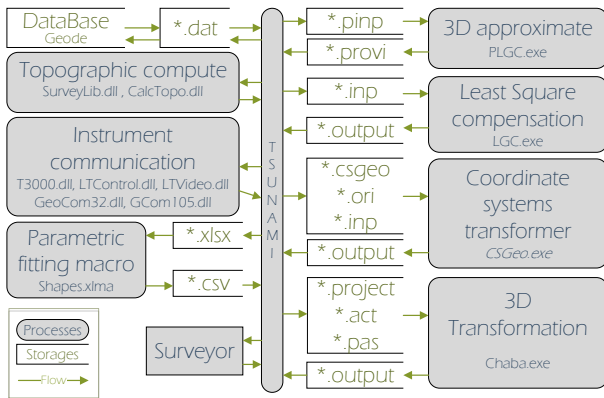 DataBase
Geode
*.dat
Topographic compute
SurveyLib.dll , CalcTopo.dll
Instrument
communication
T3000.dll, LTControl.dll, LTVideo.dll
GeoCom32.dll, GCom105.dll
Parametric
fitting macro
Shapes.xlma
*.xlsx
*.csv
Processes
Storages
Flow
Surveyor
TSUNAMI
*.pinp
*.provi
3D approximate
PLGC.exe
*.inp
*.output
Least Square
compensation
LGC.exe
*.csgeo
*.ori
*.inp
*.output
Coordinate
systems
transformer
CSGeo.exe
*.project
*.act
*.pas
*.output
3D
Transformation
Chaba.exe